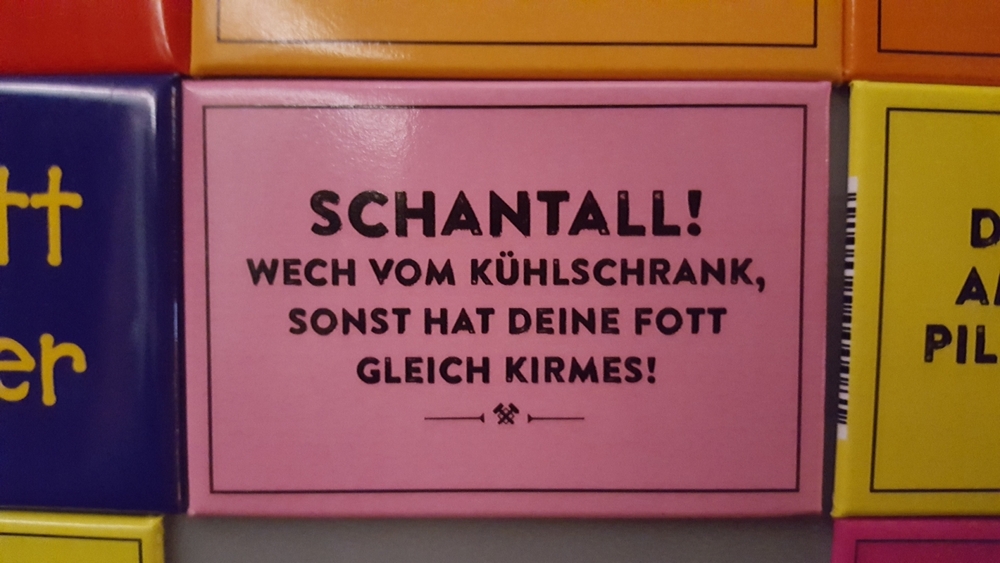 SCHANTALL!
WECH VOM KÜHLSCHRANK,
SONST HAT DEINE FOTT
GLEICH KIRMES!